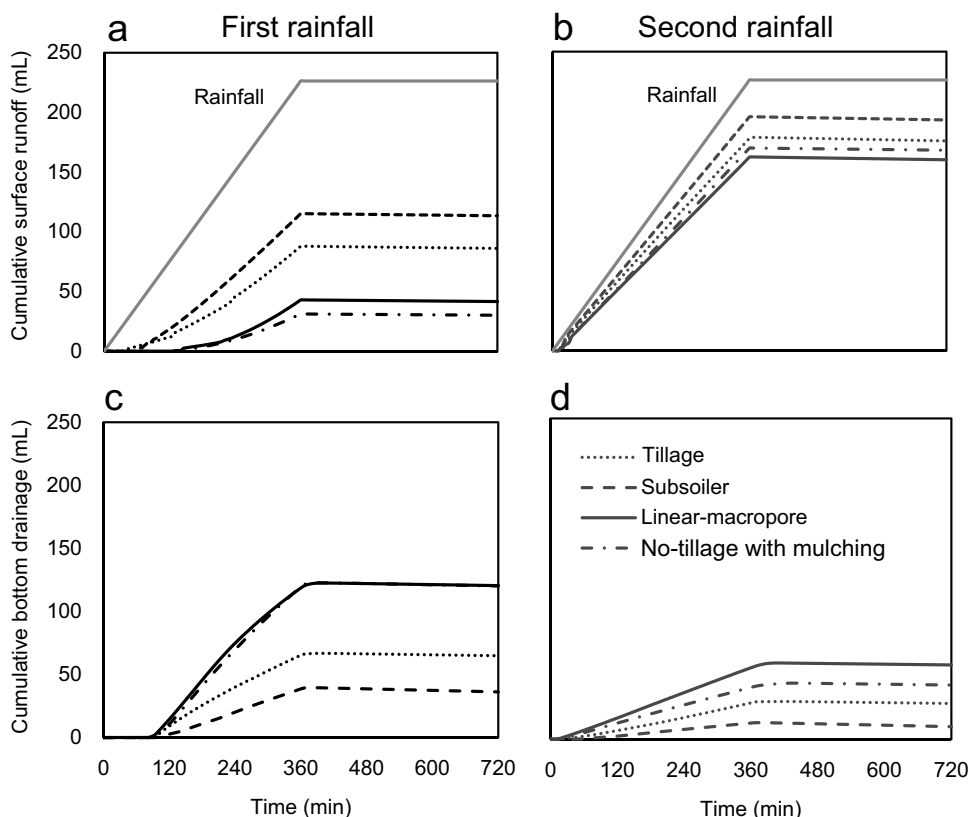 a First rainfall
b Second rainfall
Cumulative surface runoff (mL)
250
200
150
100
50
0
Rainfall
Rainfall
c
d
Cumulative bottom drainage (mL)
250
200
150
100
50
0
Tillage
Subsoiler
Linear-macropore
No-tillage with mulching
0 120 240 360 480 600 720
Time (min)
0 120 240 360 480 600 720
Time (min)